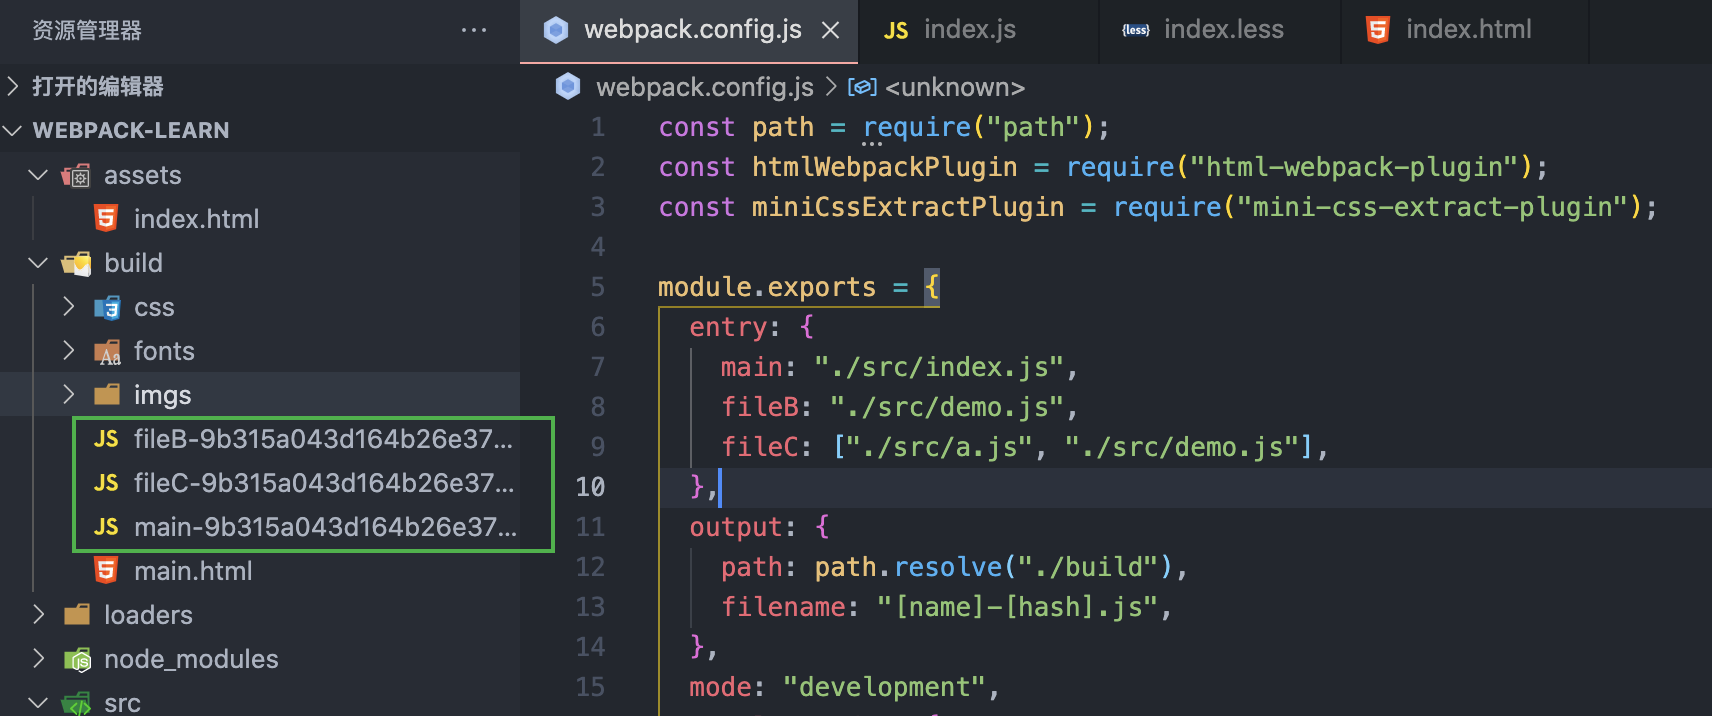 资源管理器
打开的编辑器
WEBPACK-LEARN
assets
index.html
build
css
fonts
imgs
JS fileB-9b315a043d164b26e37...
JS fileC-9b315a043d164b26e37...
JS main-9b315a043d164b26e37...
main.html
loaders
node_modules
src
webpack.config.js
JS index.js
{less} index.less
index.html
webpack.config.js > <unknown>
1 const path = require("path");
2 const htmlWebpackPlugin = require("html-webpack-plugin");
3 const miniCssExtractPlugin = require("mini-css-extract-plugin");
4
5 module.exports = {
6 entry: {
7 main: "./src/index.js",
8 fileB: "./src/demo.js",
9 fileC: ["./src/a.js", "./src/demo.js"],
10 },
11 output: {
12 path: path.resolve("./build"),
13 filename: "[name]-[hash].js",
14 },
15 mode: "development",